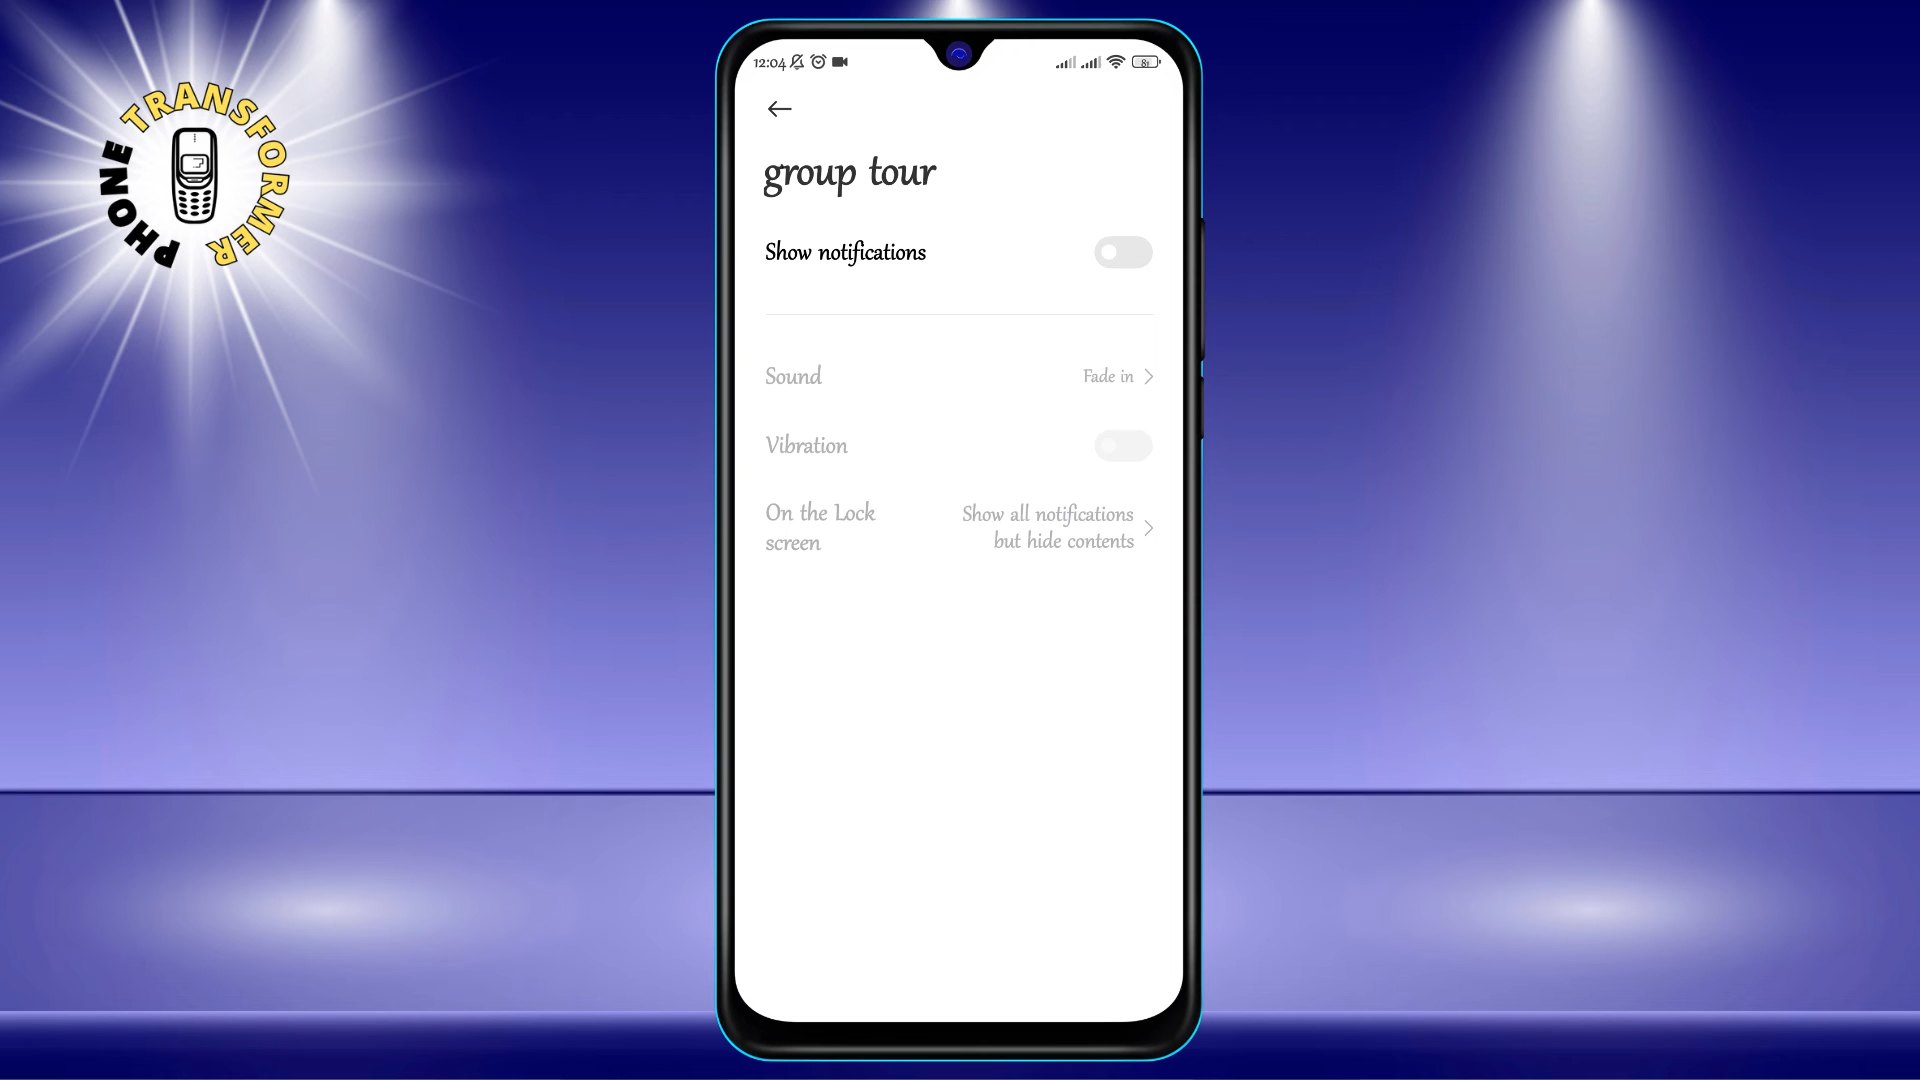 PHONE TRANSFORMER
12:04
81
group tour
Show notifications
Sound
Fade in
Vibration
On the Lock
screen
Show all notifications
but hide contents